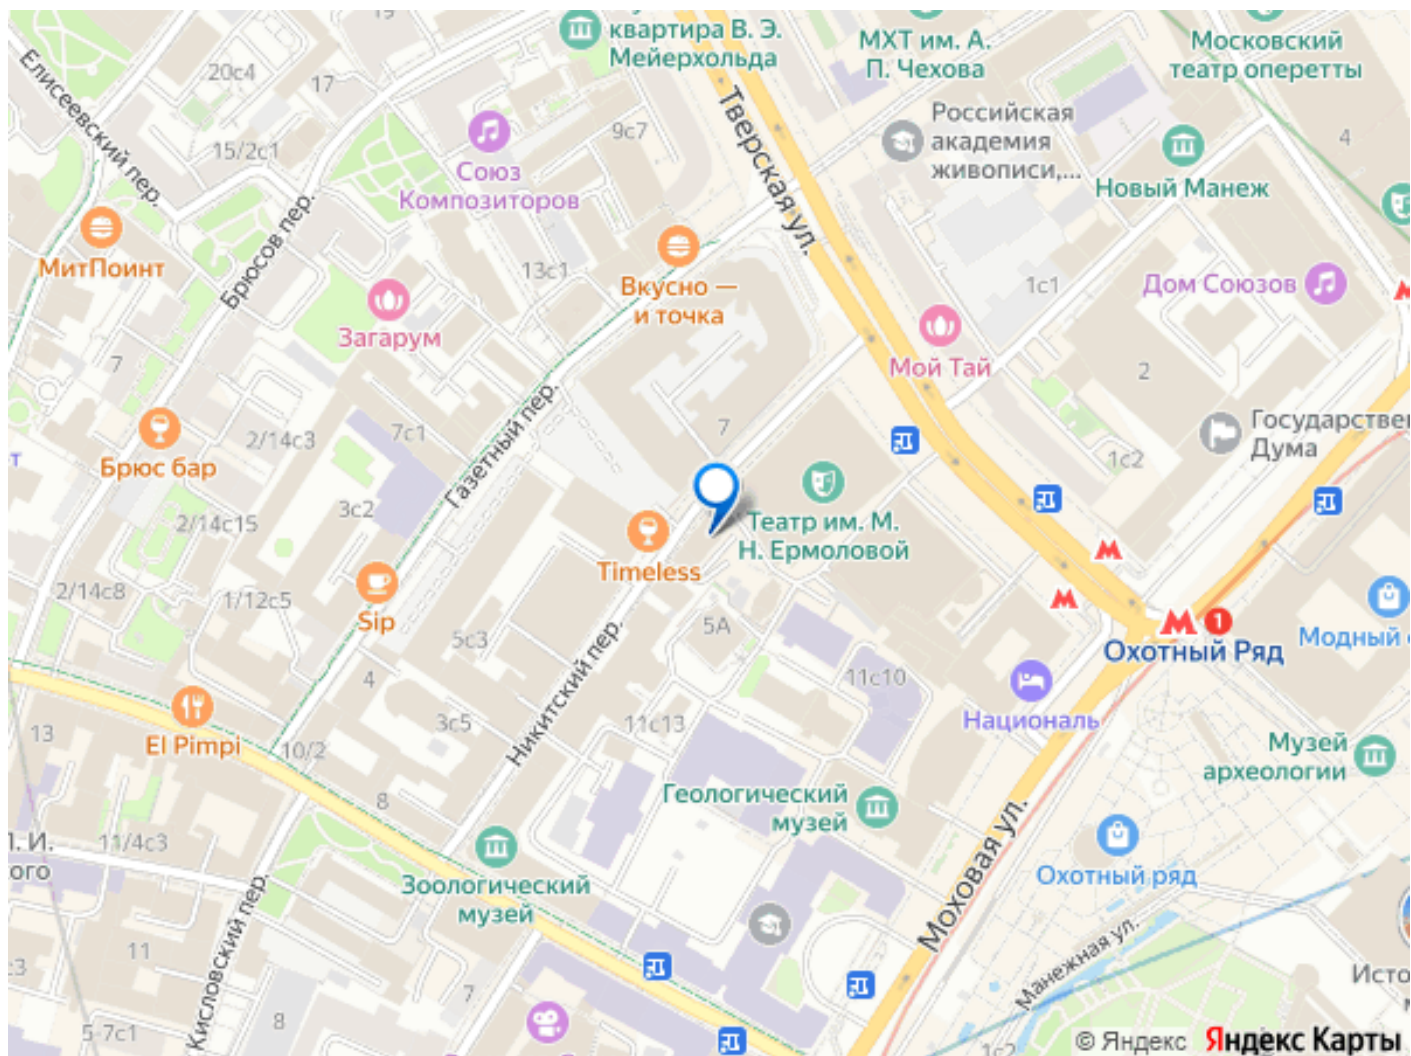 квартира В. Э.
Мейерхольда
МХТ им. А.
П. Чехова
Московский
театр оперетты
Елисеевский пер.
20с4
17
15/2с1
Союз
Композиторов
9с7
Тверская ул.
Российская
академия
живописи,...
4
Новый Манеж
МитПоинт
Брюсов пер.
13с1
Вкусно —
и точка
1с1
Дом Союзов
Загарум
Мой Тай
7
2
Брюс бар
2/14с3
7с1
Газетный пер.
7
1с2
Государстве
Дума
т
2/14с15
3с2
Театр им. М.
Н. Ермоловой
Timeless
2/14с8
1/12с5
Sip
5с3
Никитский пер.
5А
1
Охотный Ряд
Модный
4
11с10
Националь
13
El Pimpi
10/2
3с5
11с13
Музей
археологии
8
Геологический
музей
Моховая ул.
Охотный ряд
Л. И.
ого
11/4с3
Зоологический
музей
Кисловский пер.
11
с3
7
Манежная ул.
Исто
5-7с1
8
1с2
© Яндекс Яндекс Карты